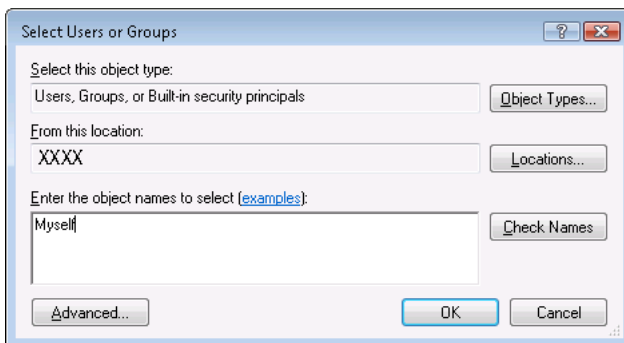 Select Users or Groups
Select this object type:
Users, Groups, or Built-in security principals
Object Types...
From this location:
XXXX
Locations...
Enter the object names to select (examples):
Myself
Check Names
Advanced...
OK
Cancel